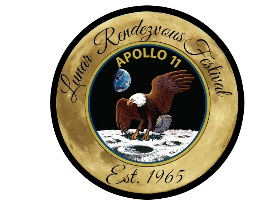 Lunar Rendezvous Festival
APOLLO 11
Est. 1965